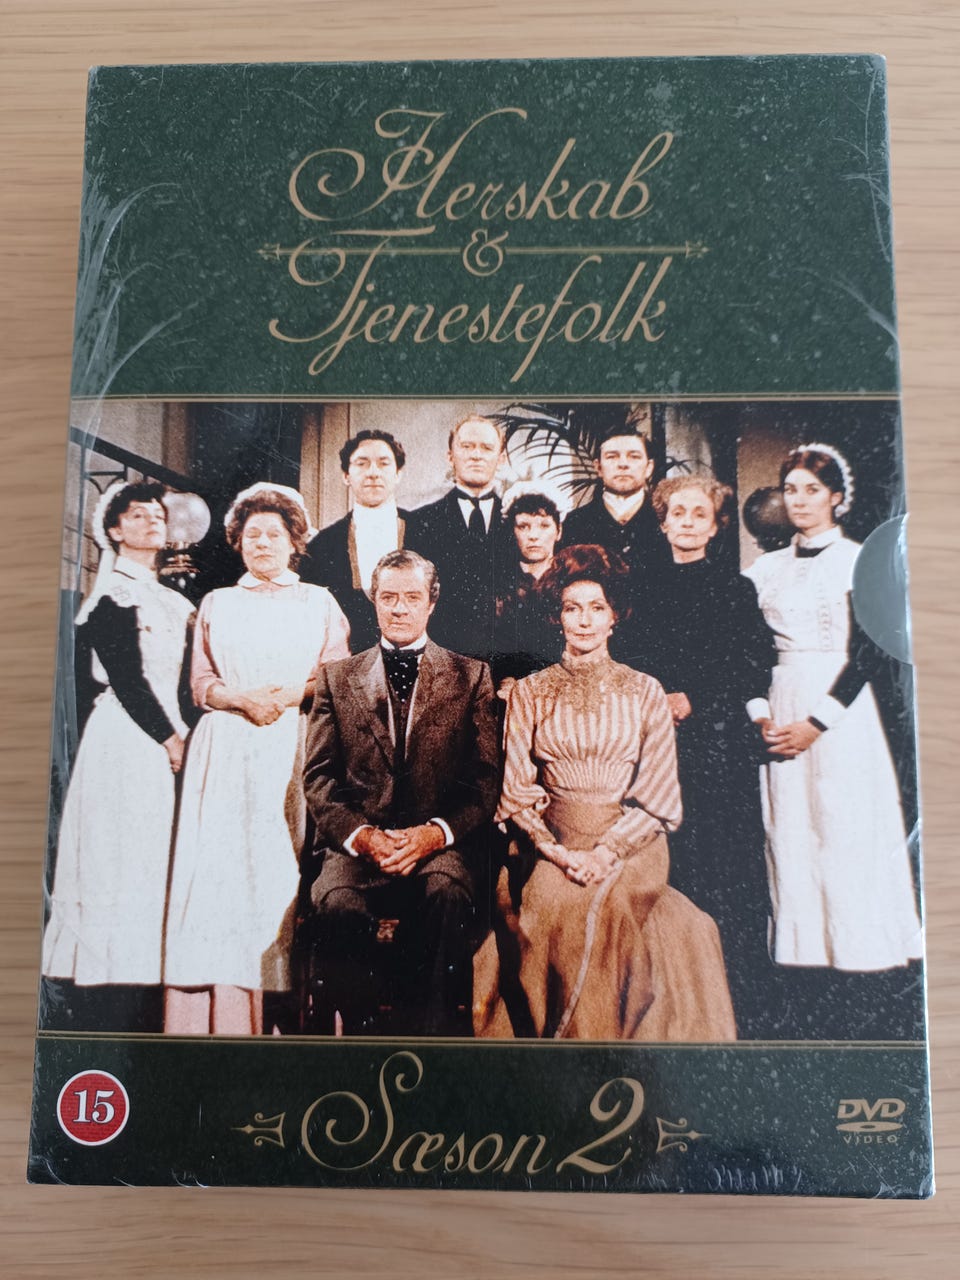 Herskab
&
Tjenestefolk
15
Sæson 2
DVD
VIDEO